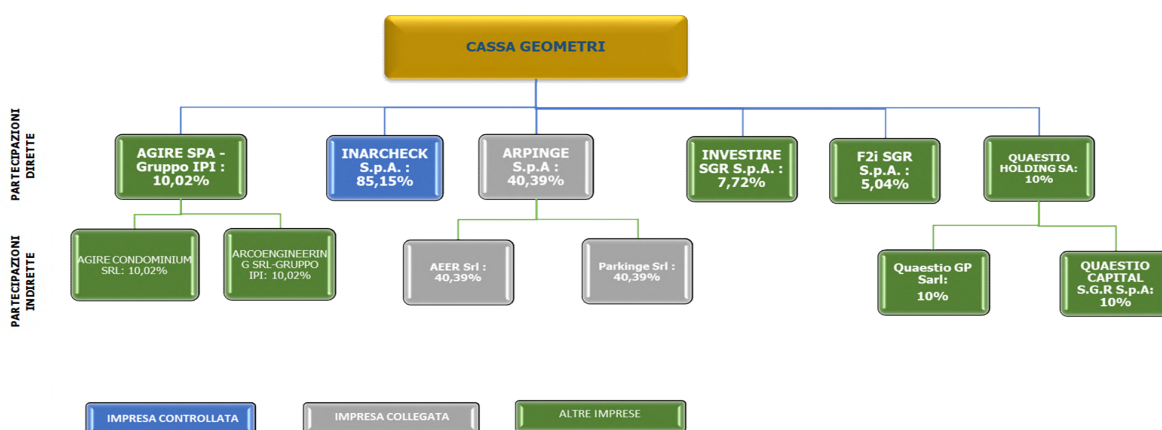 CASSA GEOMETRI
PARTECIPAZIONI
DIRETTE
AGIRE SPA -
Gruppo IPI :
10,02%
INARCHECK
S.p.A. :
85,15%
ARPINGE
S.p.A :
40,39%
INVESTIRE
SGR S.p.A. :
7,72%
F2i SGR
S.p.A. :
5,04%
QUAESTIO
HOLDING SA:
10%
PARTECIPAZIONI
INDIRETTE
AGIRE CONDOMINIUM
SRL: 10,02%
ARCOENGINEERIN
G SRL-GRUPPO
IPI: 10,02%
AEER Srl :
40,39%
Parkinge Srl :
40,39%
Quaestio GP
Sarl:
10%
QUAESTIO
CAPITAL
S.G.R S.p.A:
10%
IMPRESA CONTROLLATA
IMPRESA COLLEGATA
ALTRE IMPRESE